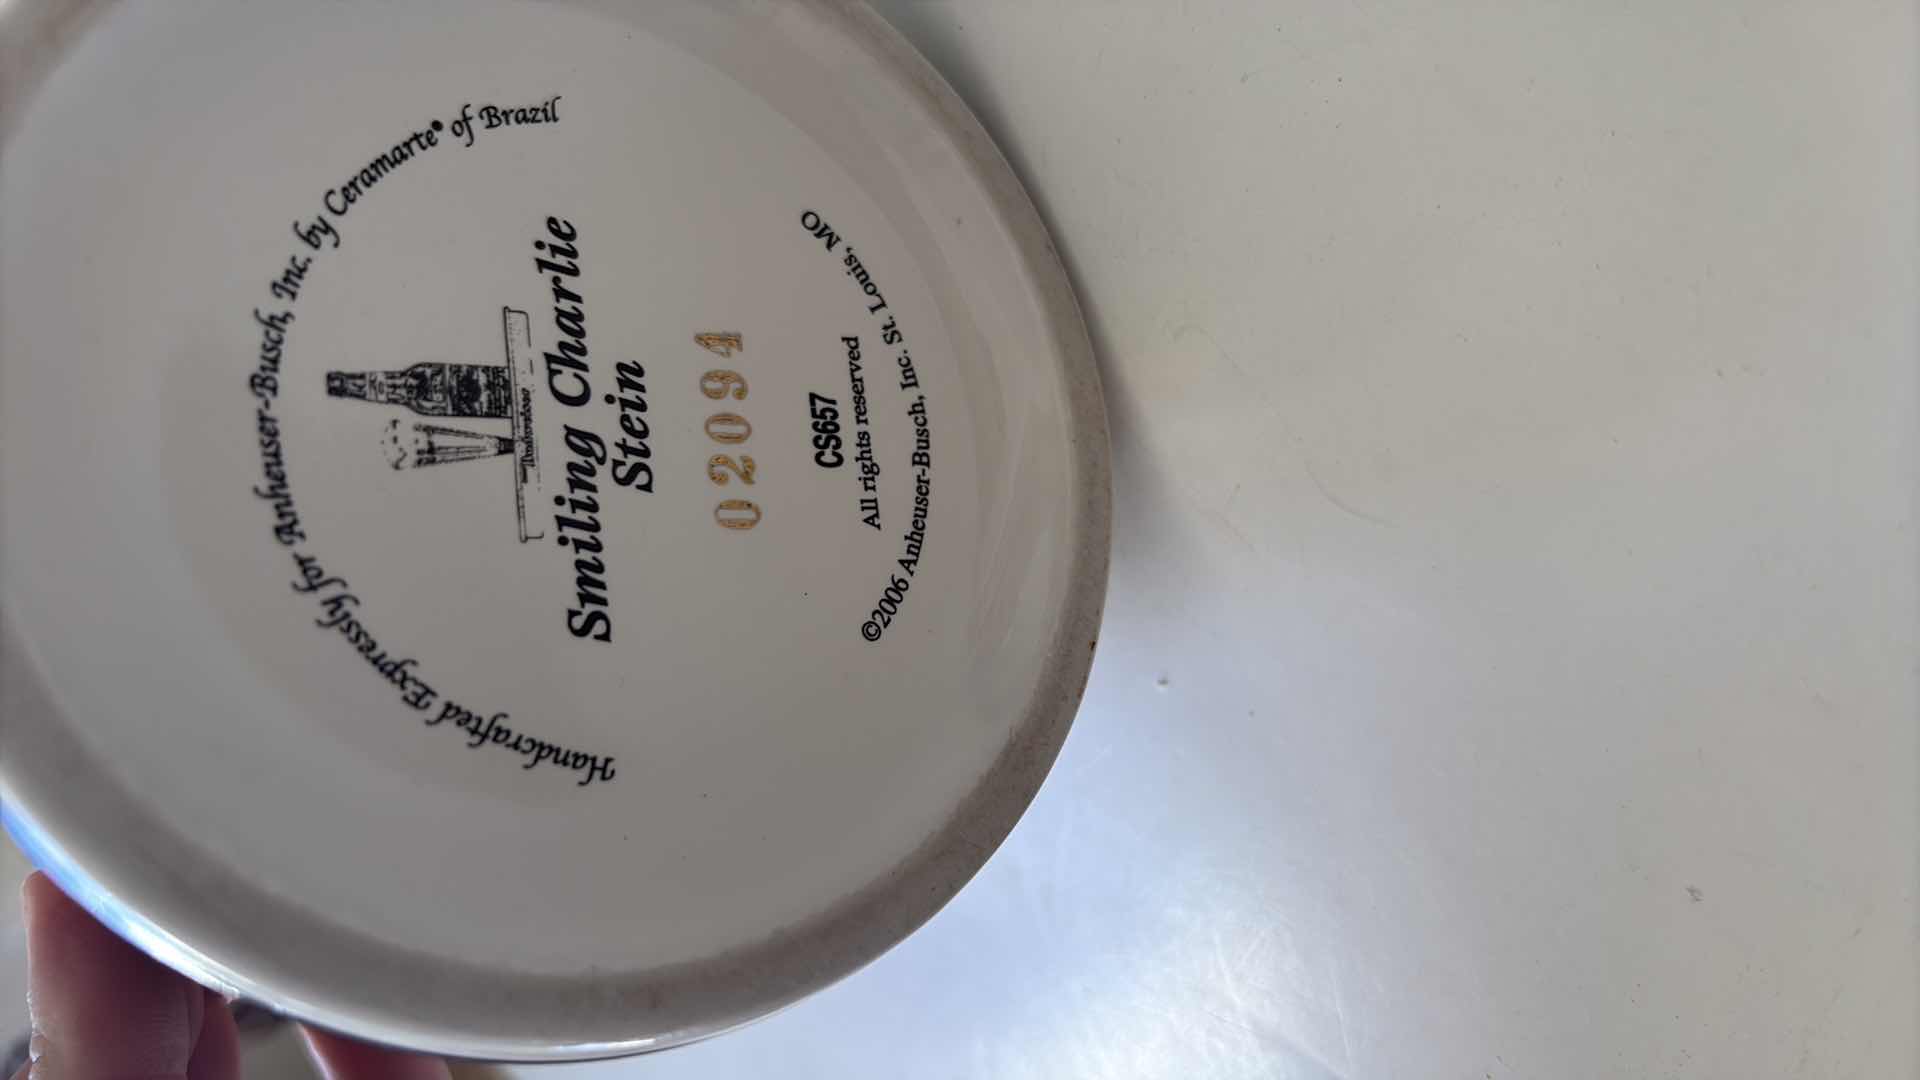 Handcrafted Expressly for Anheuser-Busch, Inc. by Ceramarte® of Brazil
Smiling Charlie
Stein
02094
CS657
All rights reserved
©2006 Anheuser-Busch, Inc. St. Louis, MO